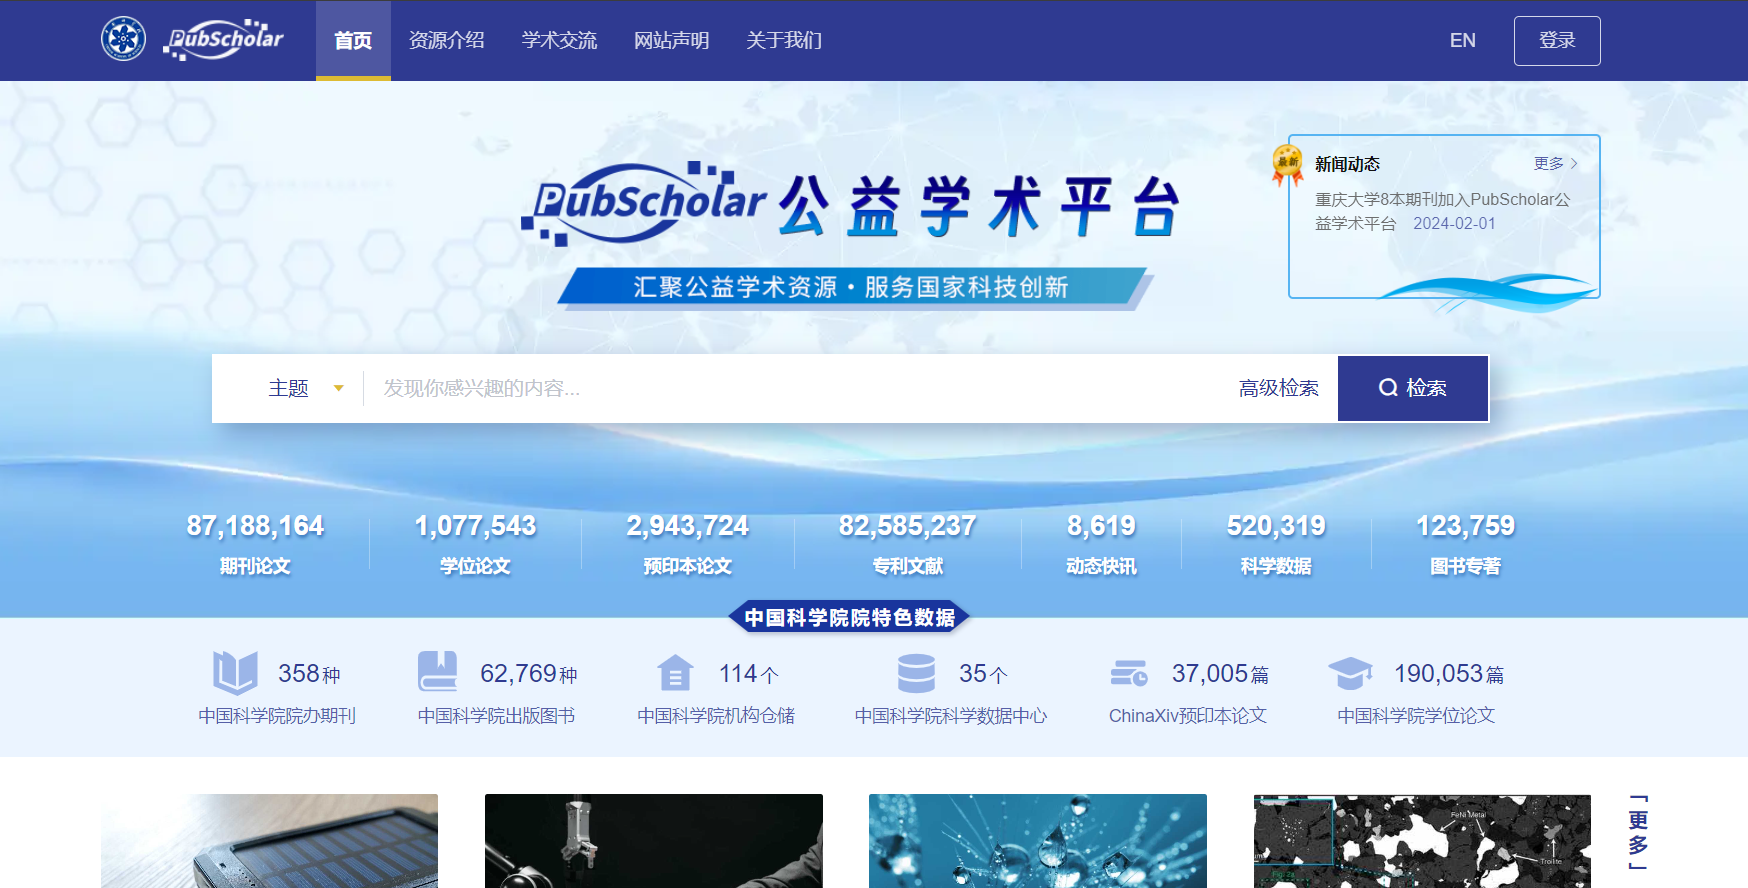 PubScholar
首页
资源介绍
学术交流
网站声明
关于我们
EN
登录
PubScholar 公益学术平台
汇聚公益学术资源·服务国家科技创新
最新
新闻动态
更多
重庆大学8本期刊加入PubScholar公
益学术平台 2024-02-01
主题
发现你感兴趣的内容...
高级检索
检索
87,188,164
期刊论文
1,077,543
学位论文
2,943,724
预印本论文
82,585,237
专利文献
8,619
动态快讯
520,319
科学数据
123,759
图书专著
中国科学院院特色数据
358种
中国科学院院办期刊
62,769种
中国科学院出版图书
114个
中国科学院机构仓储
35个
中国科学院科学数据中心
37,005篇
ChinaXiv预印本论文
190,053篇
中国科学院学位论文
FeNi Metal
Troilite
「更多」